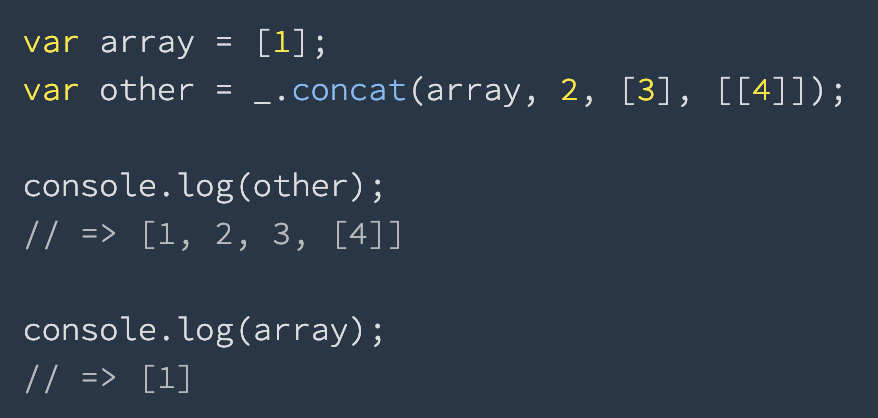 var array = [1];
var other = _.concat(array, 2, [3], [[4]]);
console.log(other);
// => [1, 2, 3, [4]]
console.log(array);
// => [1]